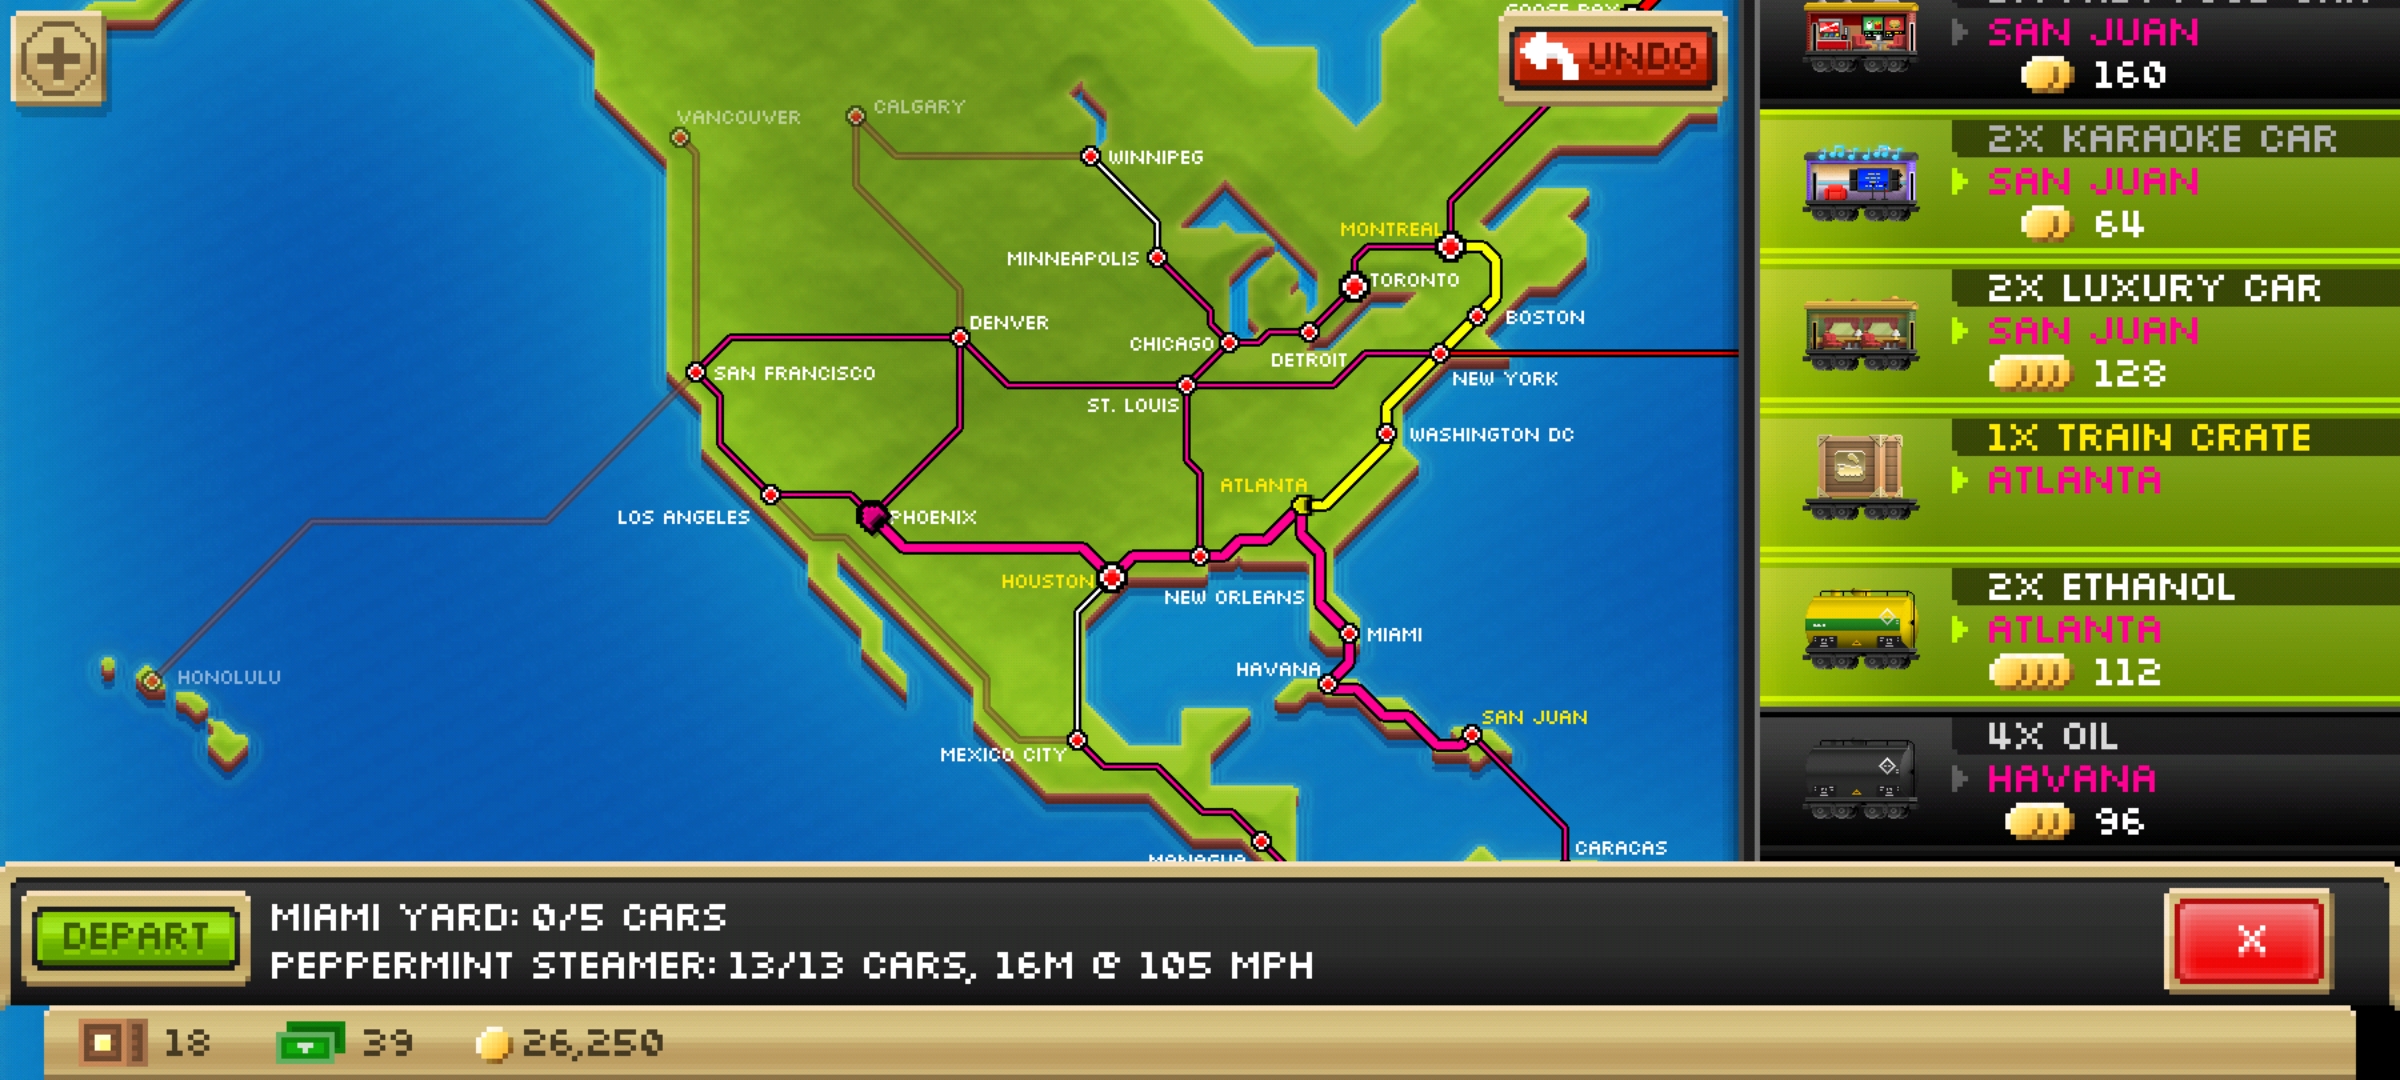 GOOSE BAY
UNDO
VANCOUVER
CALGARY
WINNIPEG
MONTREAL
MINNEAPOLIS
TORONTO
BOSTON
DENVER
CHICAGO
DETROIT
SAN FRANCISCO
NEW YORK
ST. LOUIS
WASHINGTON DC
ATLANTA
LOS ANGELES
PHOENIX
HOUSTON
NEW ORLEANS
MIAMI
HAVANA
HONOLULU
SAN JUAN
MEXICO CITY
CARACAS
MANAGUA
SAN JUAN
160
2X KARAOKE CAR
SAN JUAN
64
2X LUXURY CAR
SAN JUAN
128
1X TRAIN CRATE
ATLANTA
2X ETHANOL
ATLANTA
112
4X OIL
HAVANA
96
DEPART
MIAMI YARD: 0/5 CARS
PEPPERMINT STEAMER: 13/13 CARS, 16M @ 105 MPH
X
18
39
26,250